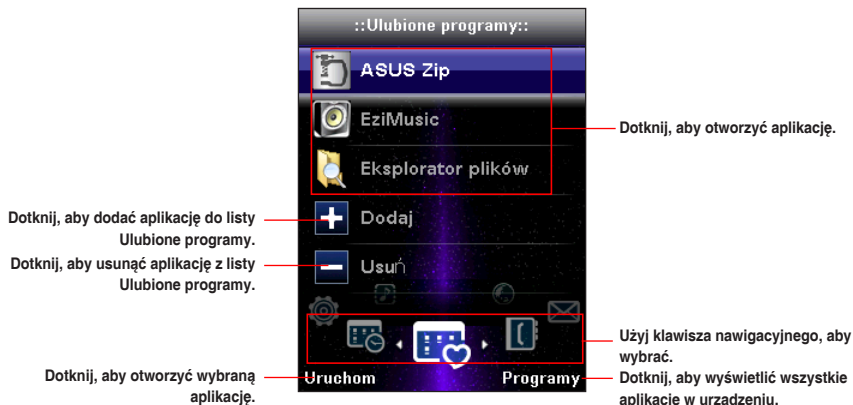 ::Ulubione programy::
ASUS Zip
EziMusic
Eksplorator plików
Dodaj
Usuń
Uruchom
Programy
Dotknij, aby otworzyć aplikację.
Dotknij, aby dodać aplikację do listy
Ulubione programy.
Dotknij, aby usunąć aplikację z listy
Ulubione programy.
Użyj klawisza nawigacyjnego, aby
wybrać.
Dotknij, aby otworzyć wybraną
aplikację.
Dotknij, aby wyświetlić wszystkie
aplikacje w urządzeniu.